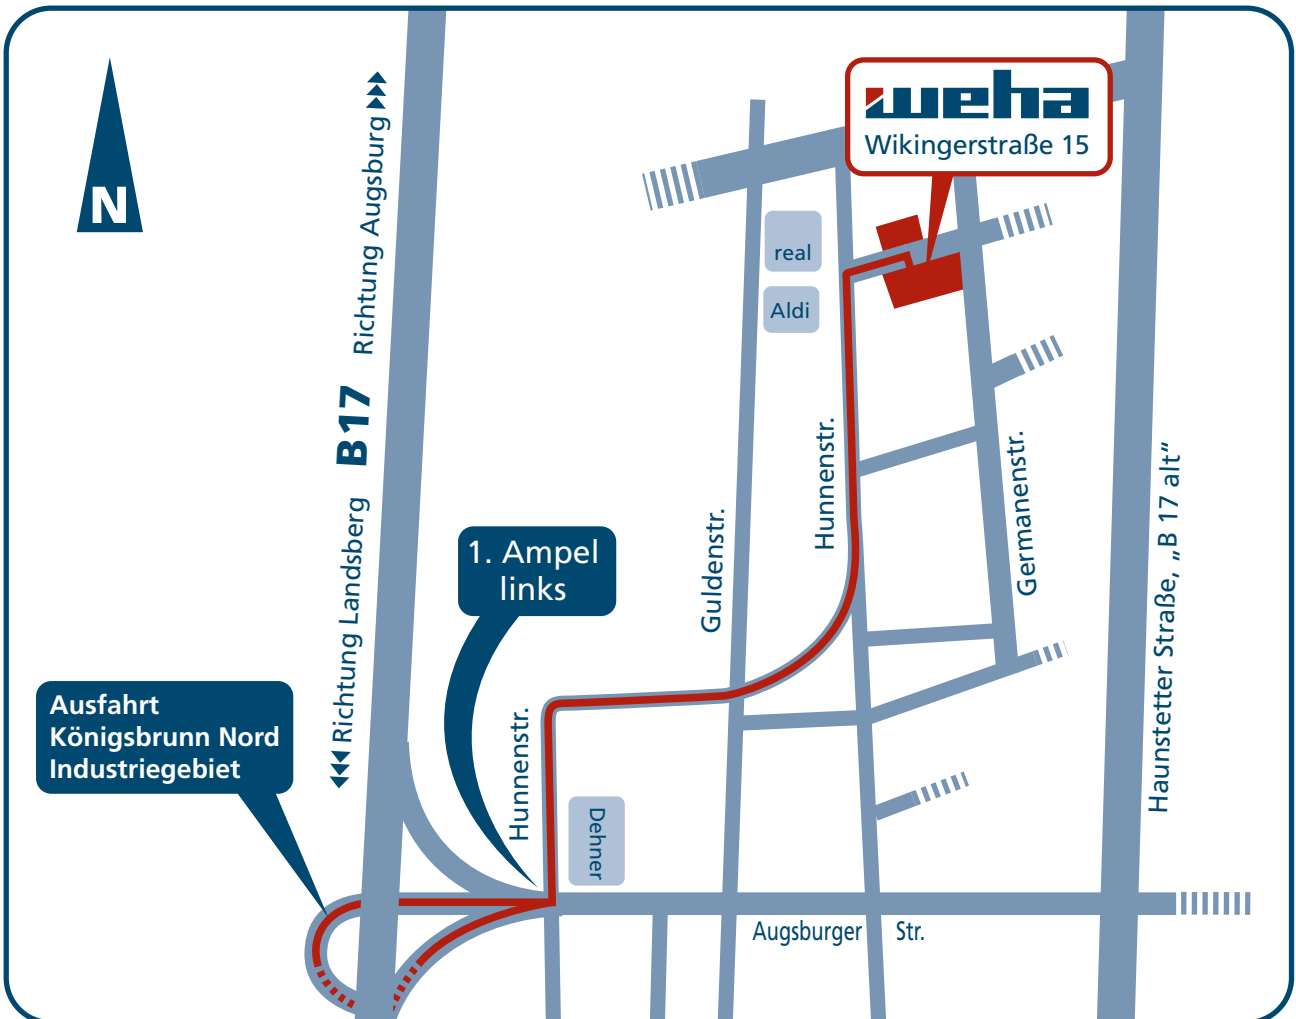 weha
Wikingerstraße 15
N
Richtung Augsburg
B17
Richtung Landsberg
real
Aldi
1. Ampel
links
Guldenstr.
Hunnenstr.
Germanenstr.
Haunstetter Straße, „B 17 alt“
Ausfahrt
Königsbrunn Nord
Industriegebiet
Hunnenstr.
Dehner
Augsburger Str.